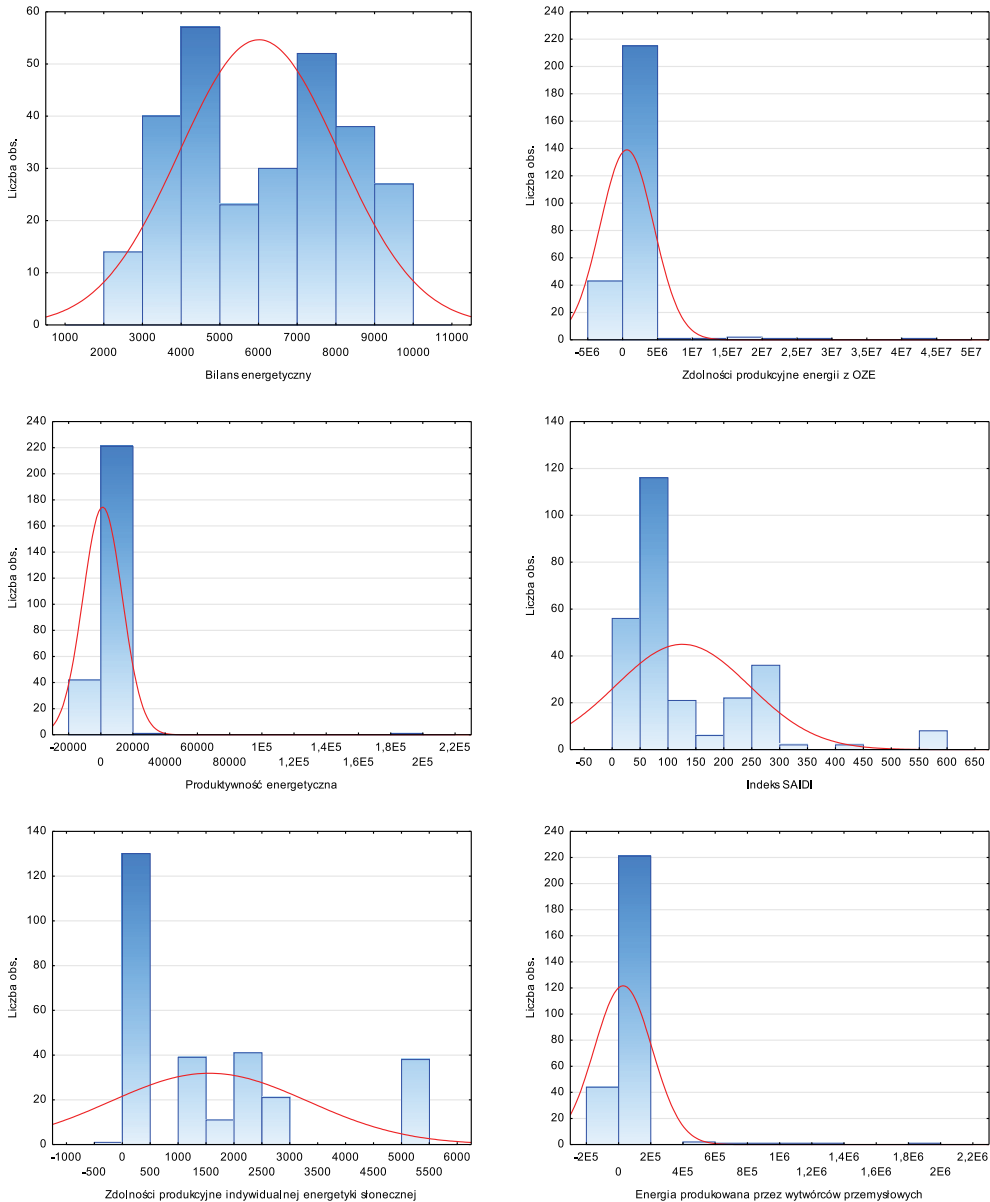 60
50
40
30
20
10
0
Liczba obs.
1000 3000 5000 7000 9000 11000
2000 4000 6000 8000 10000
Bilans energetyczny
240
220
200
180
160
140
120
100
80
60
40
20
0
Liczba obs.
-5E6 0 5E6 1E7 1,5E7 2E7 2,5E7 3E7 3,5E7 4E7 4,5E7 5E7
Zdolności produkcyjne energii z OZE
240
220
200
180
160
140
120
100
80
60
40
20
0
Liczba obs.
-20000 20000 60000 1E5 1,4E5 1,8E5 2,2E5
0 40000 80000 1,2E5 1,6E5 2E5
Produktywność energetyczna
140
120
100
80
60
40
20
0
Liczba obs.
-50 0 50 100 150 200 250 300 350 400 450 500 550 600 650
Indeks SAIDI
140
120
100
80
60
40
20
0
Liczba obs.
-1000 0 1000 2000 3000 4000 5000 6000
-500 500 1500 2500 3500 4500 5500
Zdolności produkcyjne indywidualnej energetyki słonecznej
240
220
200
180
160
140
120
100
80
60
40
20
0
Liczba obs.
-2E5 2E5 6E5 1E6 1,4E6 1,8E6 2,2E6
0 4E5 8E5 1,2E6 1,6E6 2E6
Energia produkowana przez wytwórców przemysłowych